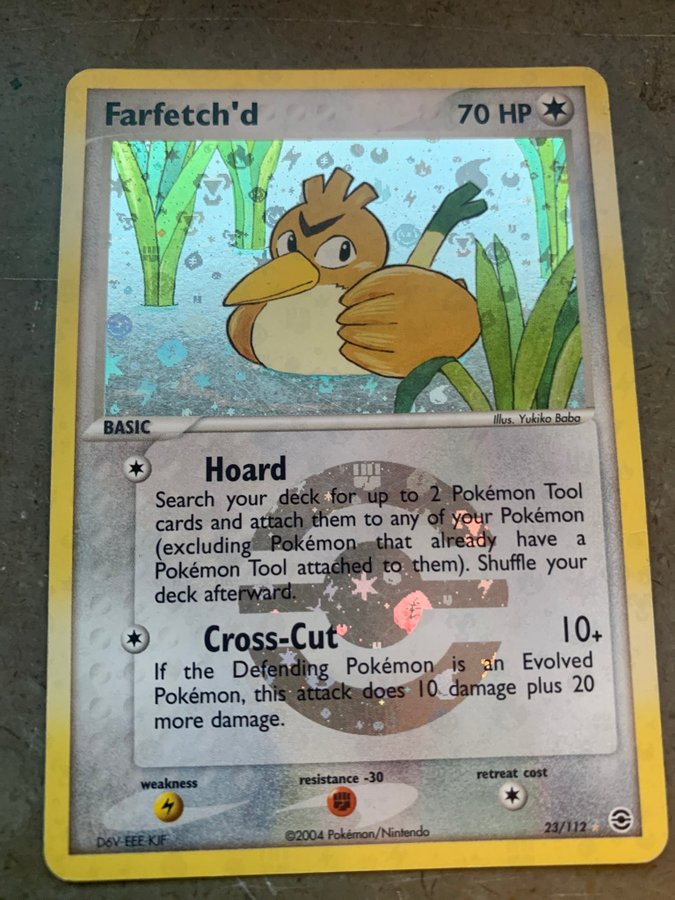 Farfetch'd 70 HP
BASIC
Illus. Yukiko Baba
Hoard
Search your deck for up to 2 Pokémon Tool
cards and attach them to any of your Pokémon
(excluding Pokémon that already have a
Pokémon Tool attached to them). Shuffle your
deck afterward.
Cross-Cut 10+
If the Defending Pokémon is an Evolved
Pokémon, this attack does 10 damage plus 20
more damage.
weakness resistance -30 retreat cost
D6V-EEE-KJF ©2004 Pokémon/Nintendo 23/112